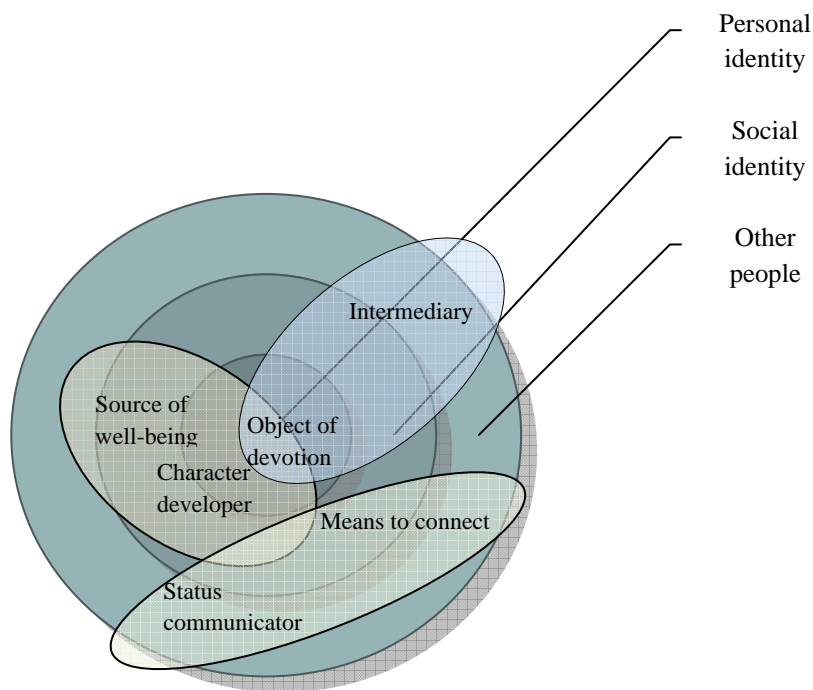 Personal
identity
Social
identity
Other
people
Intermediary
Source of
well-being
Object of
devotion
Character
developer
Means to connect
Status
communicator